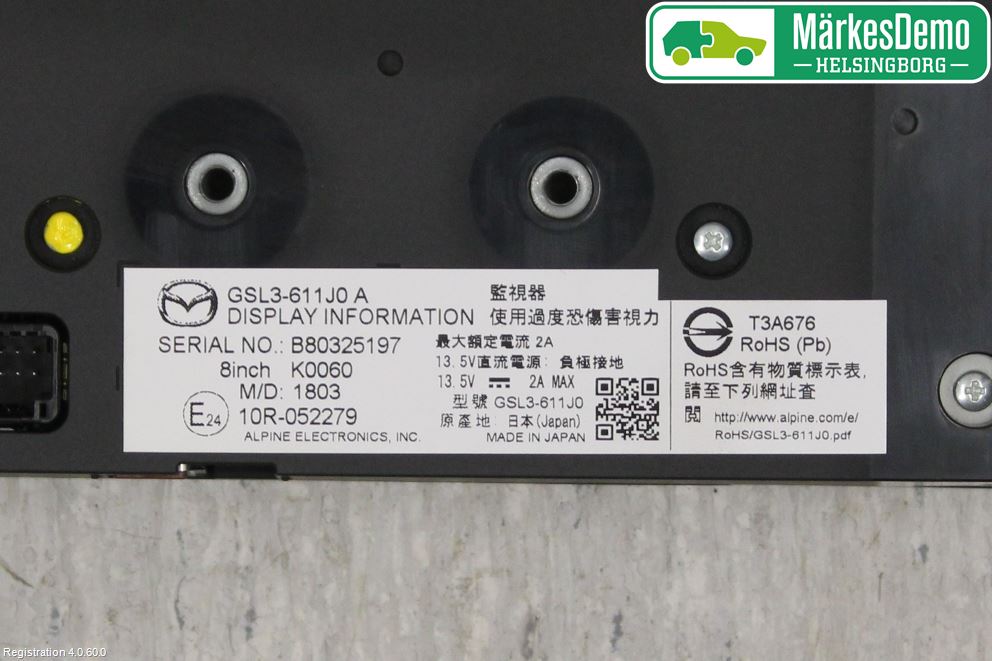 MärkesDemo
HELSINGBORG
GSL3-611J0 A
DISPLAY INFORMATION
SERIAL NO.: B80325197
8inch K0060
M/D: 1803
E24 10R-052279
ALPINE ELECTRONICS, INC.
監視器
使用過度恐傷害視力
最大額定電流 2A
13.5V直流電源: 負極接地
13.5V ⎓ 2A MAX
型號 GSL3-611J0
原產地: 日本(Japan)
MADE IN JAPAN
T3A676
RoHS (Pb)
RoHS含有物質標示表,
請至下列網址查
閲 http://www.alpine.com/e/
RoHS/GSL3-611J0.pdf
Registration 4.0.60.0